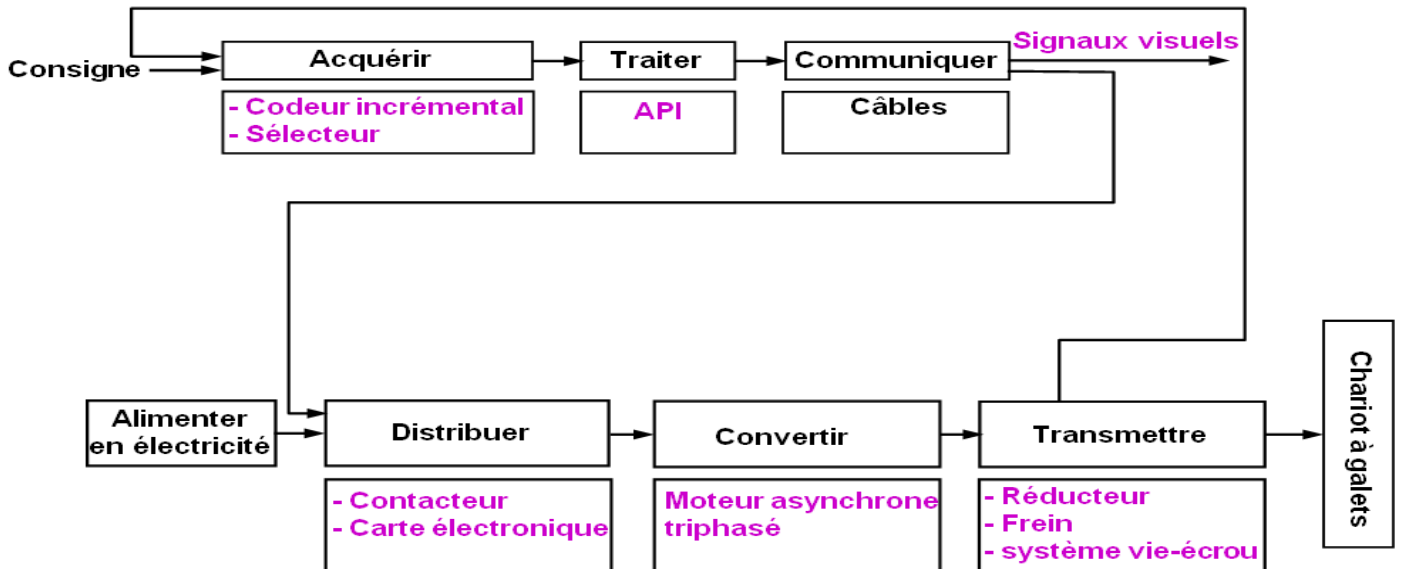 Signaux visuels
Consigne
Acquérir
Traiter
Communiquer
- Codeur incrémental
- Sélecteur
API
Câbles
Alimenter
en électricité
Distribuer
Convertir
Transmettre
Chariot à galets
- Contacteur
- Carte électronique
Moteur asynchrone
triphasé
- Réducteur
- Frein
- système vie-écrou